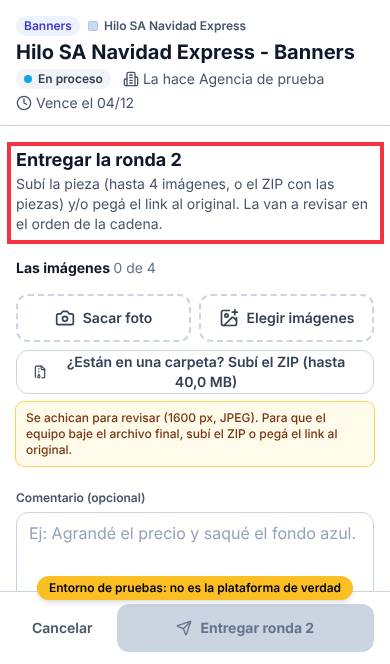 Banners Hilo SA Navidad Express
Hilo SA Navidad Express - Banners
En proceso La hace Agencia de prueba
Vence el 04/12
Entregar la ronda 2
Subí la pieza (hasta 4 imágenes, o el ZIP con las
piezas) y/o pegá el link al original. La van a revisar en
el orden de la cadena.
Las imágenes 0 de 4
Sacar foto Elegir imágenes
¿Están en una carpeta? Subí el ZIP (hasta
40,0 MB)
Se achican para revisar (1600 px, JPEG). Para que el
equipo baje el archivo final, subí el ZIP o pegá el link al
original.
Comentario (opcional)
Ej: Agrandé el precio y saqué el fondo azul.
Entorno de pruebas: no es la plataforma de verdad
Cancelar Entregar ronda 2